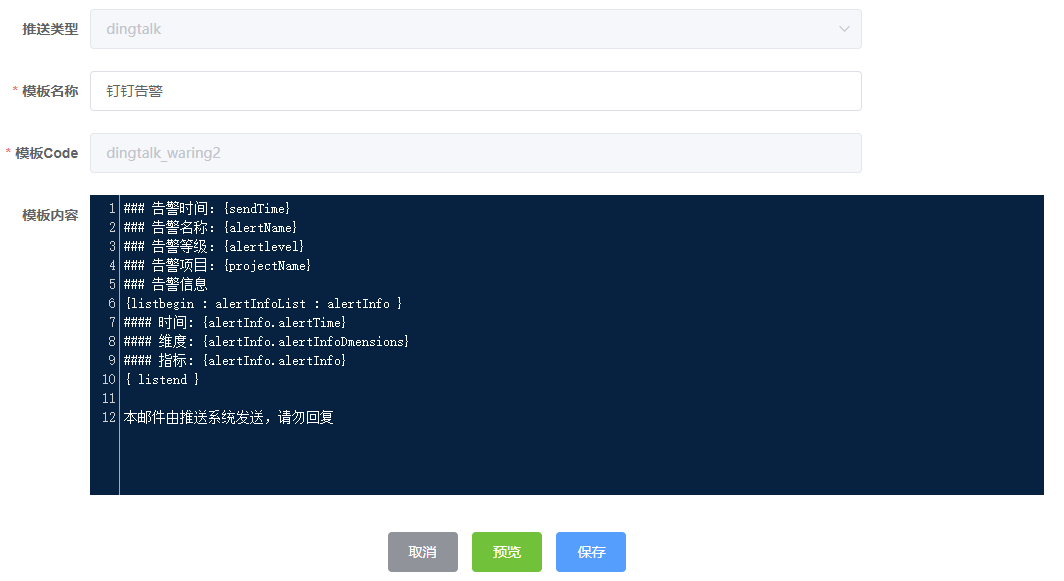 推送类型 dingtalk
* 模板名称 钉钉告警
* 模板Code dingtalk_waring2
模板内容
1 ### 告警时间: {sendTime}
2 ### 告警名称: {alertName}
3 ### 告警等级: {alertlevel}
4 ### 告警项目: {projectName}
5 ### 告警信息
6 {listbegin : alertInfoList : alertInfo }
7 #### 时间: {alertInfo.alertTime}
8 #### 维度: {alertInfo.alertInfoDmensions}
9 #### 指标: {alertInfo.alertInfo}
10 { listend }
11
12 本邮件由推送系统发送，请勿回复
取消 预览 保存